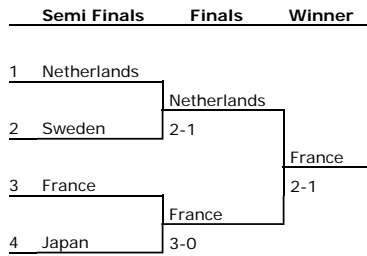 Semi Finals Finals Winner
1 Netherlands
Netherlands
2 Sweden 2-1
France
3 France 2-1
France
4 Japan 3-0